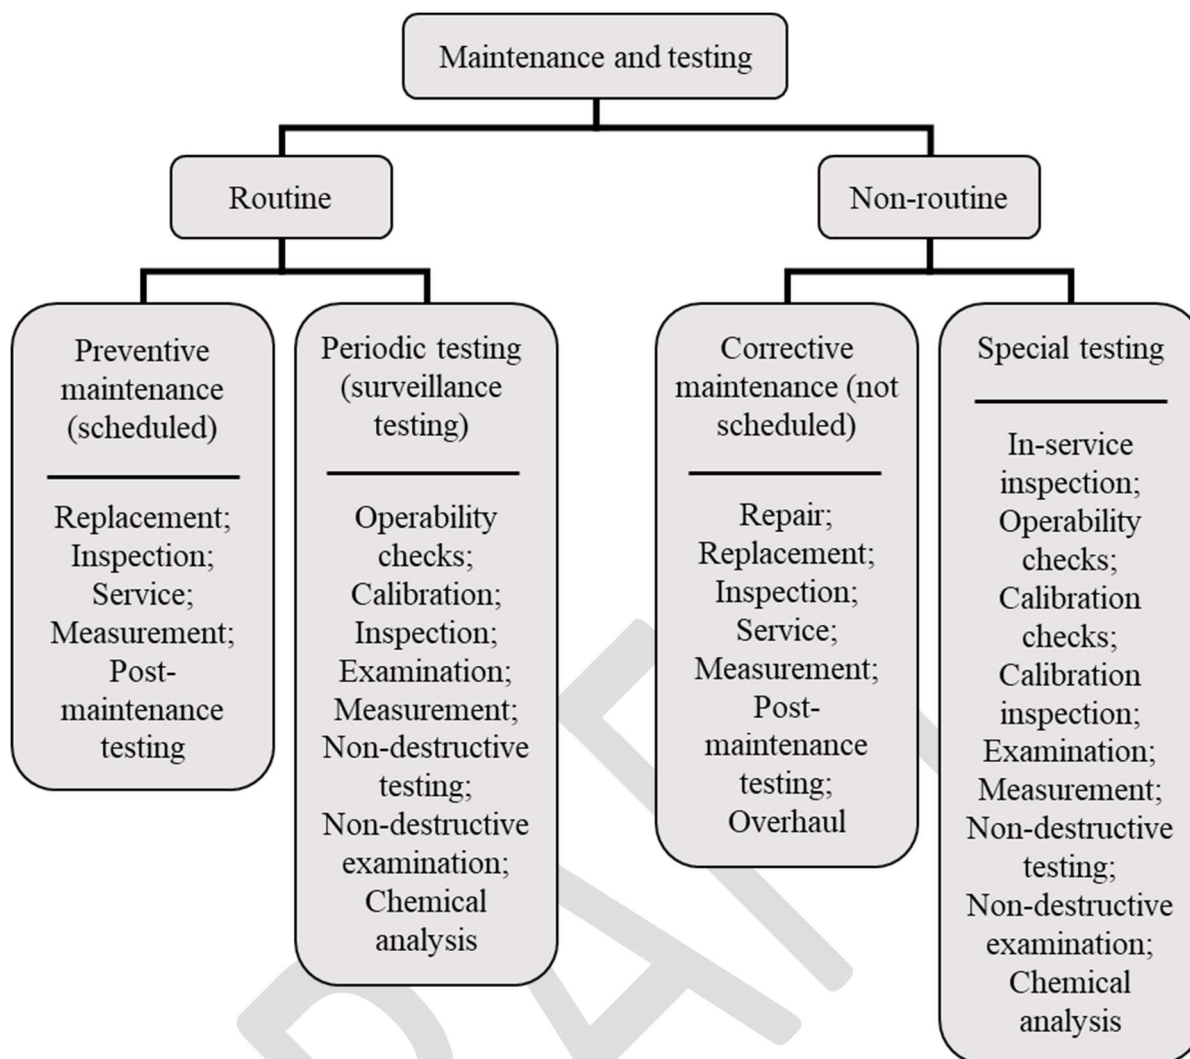 Maintenance and testing
Routine
Non-routine
Preventive
maintenance
(scheduled)
Replacement;
Inspection;
Service;
Measurement;
Post-
maintenance
testing
Periodic testing
(surveillance
testing)
Operability
checks;
Calibration;
Inspection;
Examination;
Measurement;
Non-destructive
testing;
Non-destructive
examination;
Chemical
analysis
Corrective
maintenance (not
scheduled)
Repair;
Replacement;
Inspection;
Service;
Measurement;
Post-
maintenance
testing;
Overhaul
Special testing
In-service
inspection;
Operability
checks;
Calibration
checks;
Calibration
inspection;
Examination;
Measurement;
Non-destructive
testing;
Non-destructive
examination;
Chemical
analysis